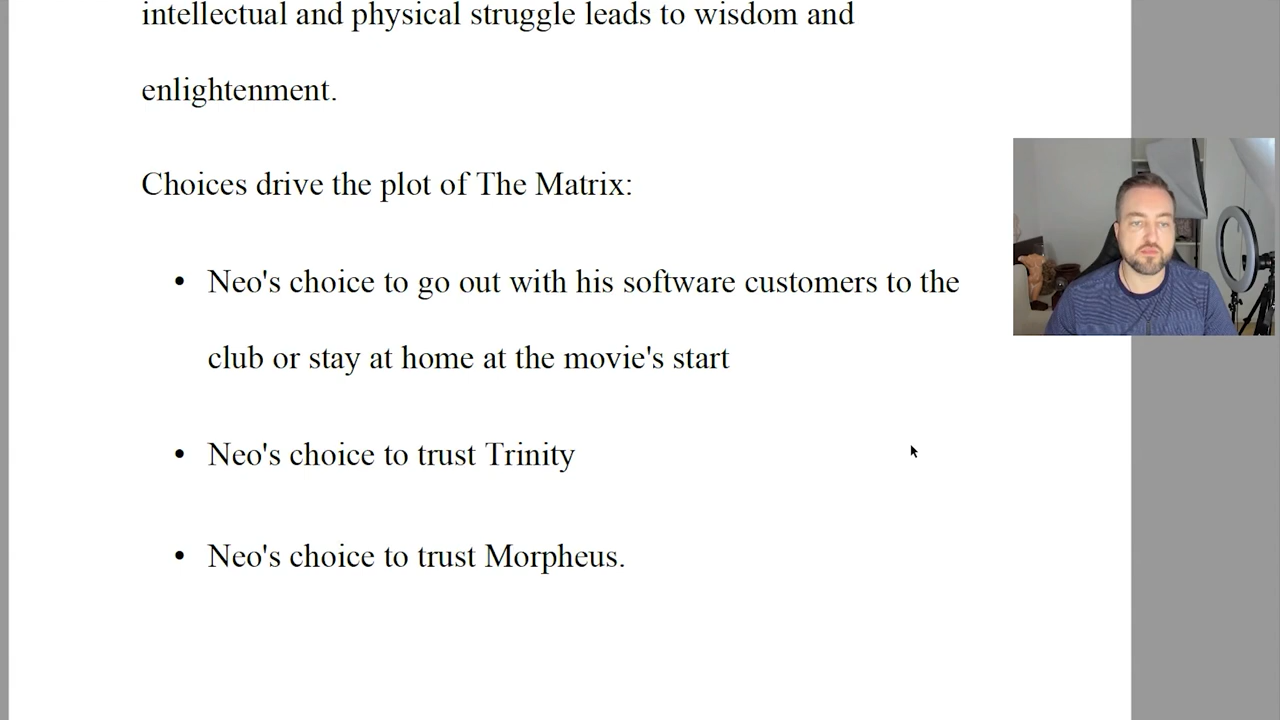 intellectual and physical struggle leads to wisdom and
enlightenment.
Choices drive the plot of The Matrix:
• Neo's choice to go out with his software customers to the
club or stay at home at the movie's start
• Neo's choice to trust Trinity
• Neo's choice to trust Morpheus.